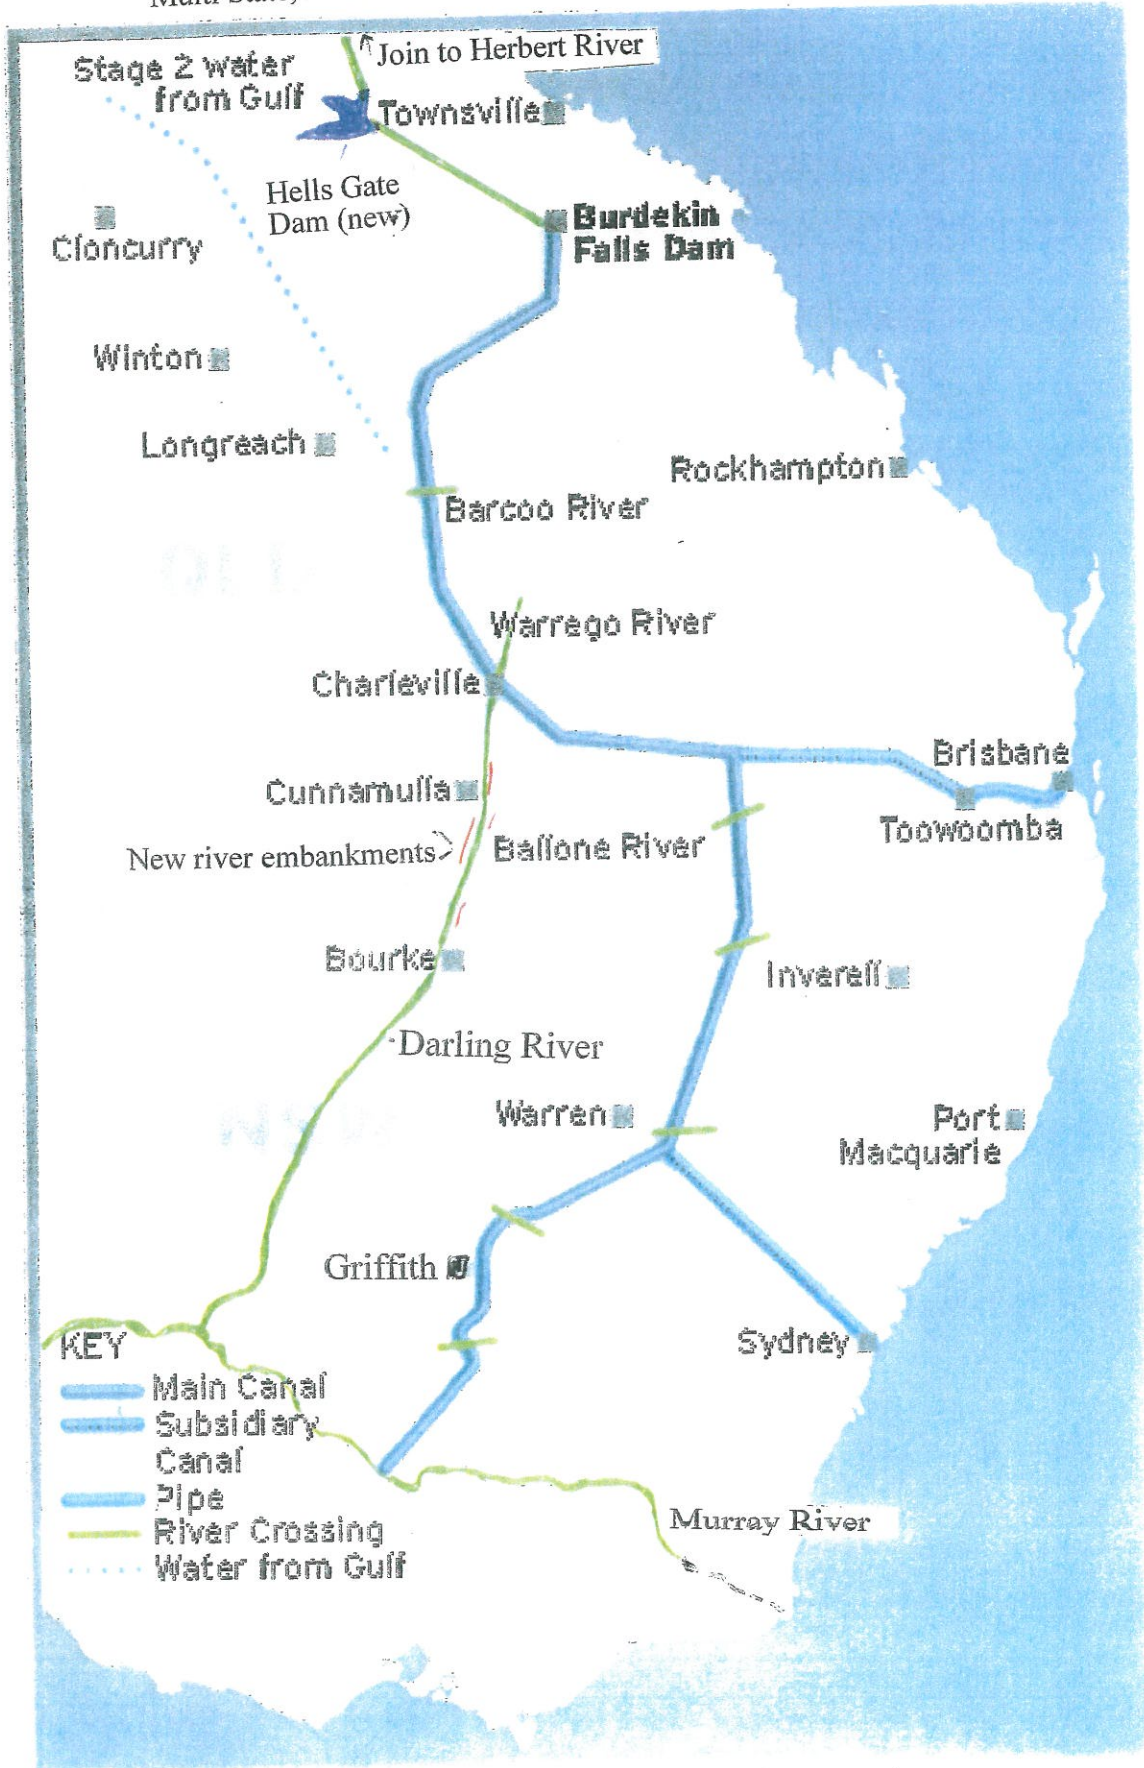 Join to Herbert River
Stage 2 water
from Gulf
Townsville
Hells Gate
Dam (new)
Burdekin
Falls Dam
Cloncurry
Winton
Longreach
Rockhampton
Barcoo River
Warrego River
Charleville
Brisbane
Cunnamulla
Toowoomba
New river embankments
Ballone River
Bourke
Inverell
Darling River
Warren
Port
Macquarie
NSW
Griffith
Sydney
KEY
Main Canal
Subsidiary
Canal
Pipe
River Crossing
Water from Gulf
Murray River